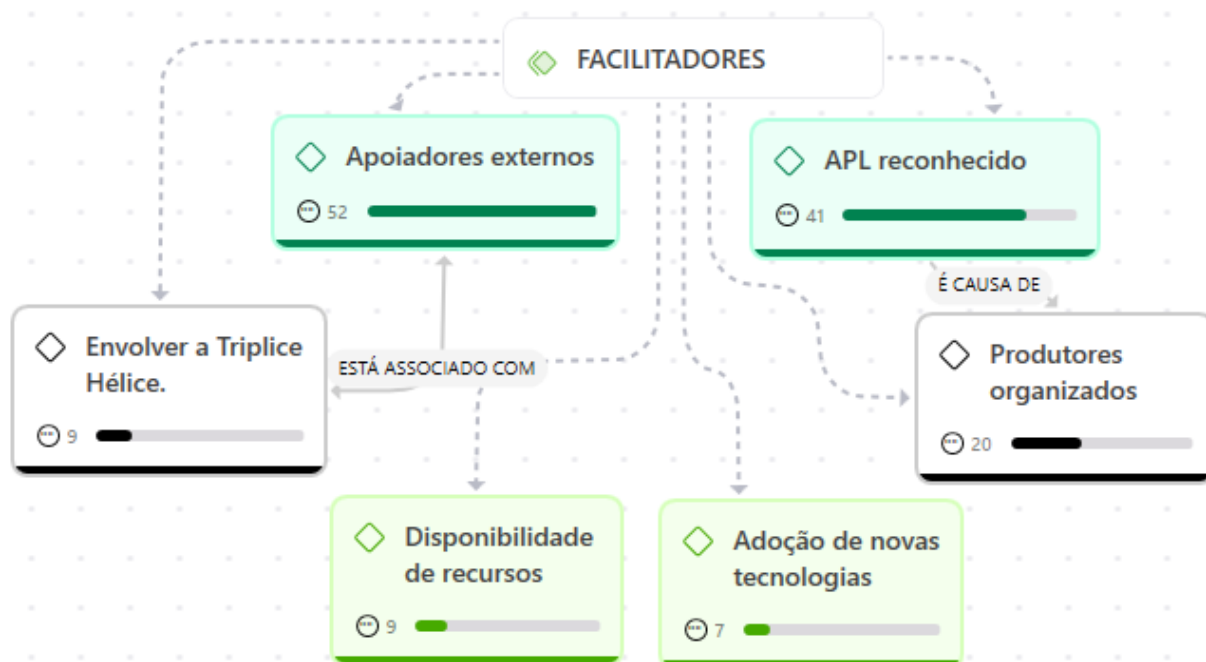 FACILITADORES
Apoiadores externos
52
APL reconhecido
41
É CAUSA DE
Envolver a Triplice
Hélice.
9
ESTÁ ASSOCIADO COM
Produtores
organizados
20
Disponibilidade
de recursos
9
Adoção de novas
tecnologias
7